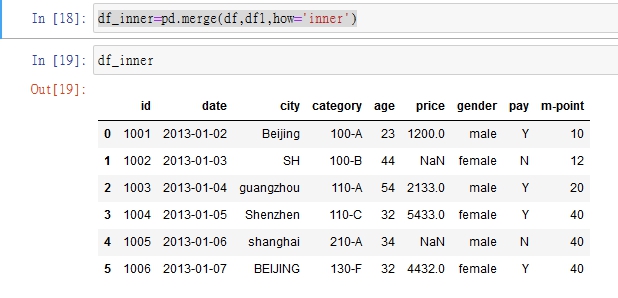 In [18]: df_inner=pd.merge(df,df1,how='inner')
In [19]: df_inner
Out[19]:
id date city category age price gender pay m-point
0 1001 2013-01-02 Beijing 100-A 23 1200.0 male Y 10
1 1002 2013-01-03 SH 100-B 44 NaN female N 12
2 1003 2013-01-04 guangzhou 110-A 54 2133.0 male Y 20
3 1004 2013-01-05 Shenzhen 110-C 32 5433.0 female Y 40
4 1005 2013-01-06 shanghai 210-A 34 NaN male N 40
5 1006 2013-01-07 BEIJING 130-F 32 4432.0 female Y 40